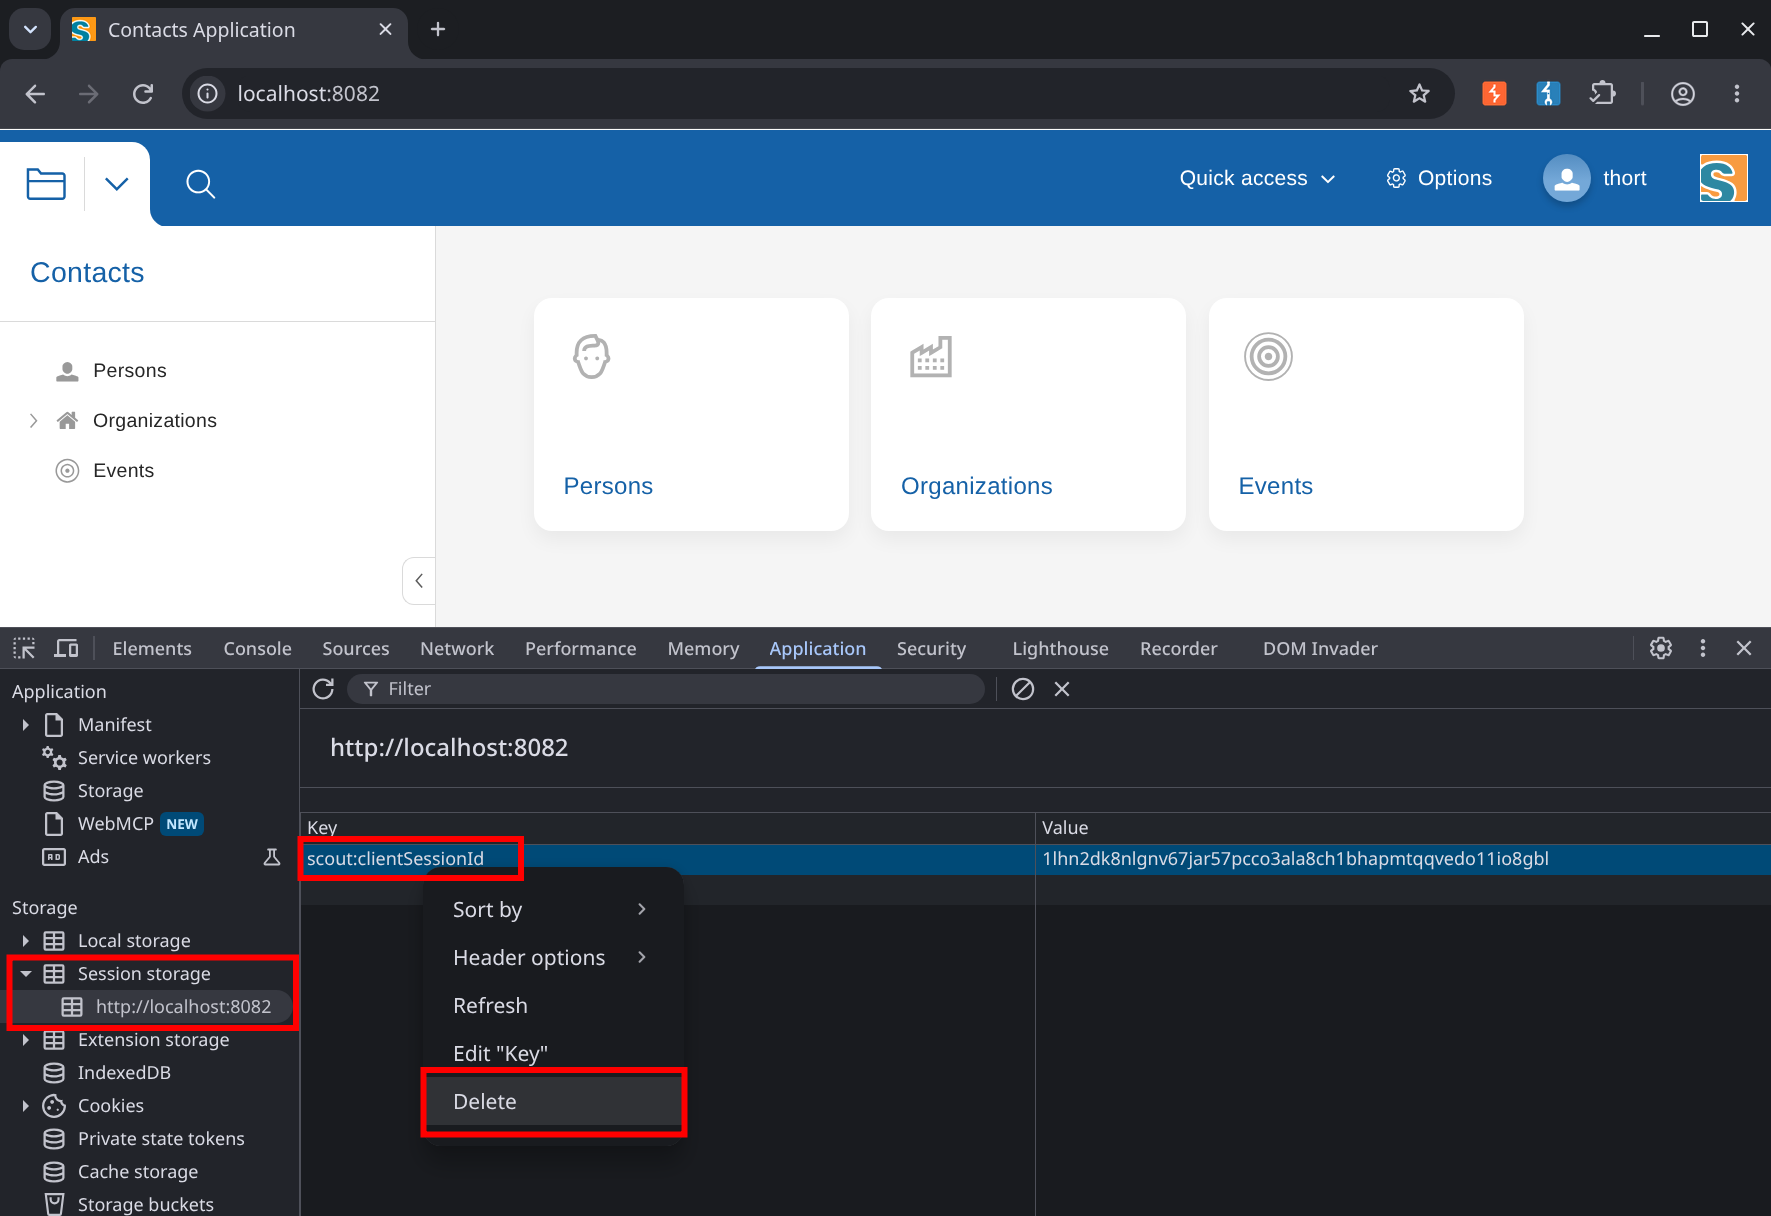 Contacts Application
localhost:8082
Quick access
Options
thort
Contacts
Persons
Organizations
Events
Persons
Organizations
Events
Elements
Console
Sources
Network
Performance
Memory
Application
Security
Lighthouse
Recorder
DOM Invader
Application
Manifest
Service workers
Storage
WebMCP NEW
Ads
Storage
Local storage
Session storage
http://localhost:8082
Extension storage
IndexedDB
Cookies
Private state tokens
Cache storage
Storage buckets
Filter
http://localhost:8082
Key
Value
scout:clientSessionId
1lhn2dk8nlgnv67jar57pcco3ala8ch1bhapmtqqvedo11io8gbl
Sort by
Header options
Refresh
Edit "Key"
Delete